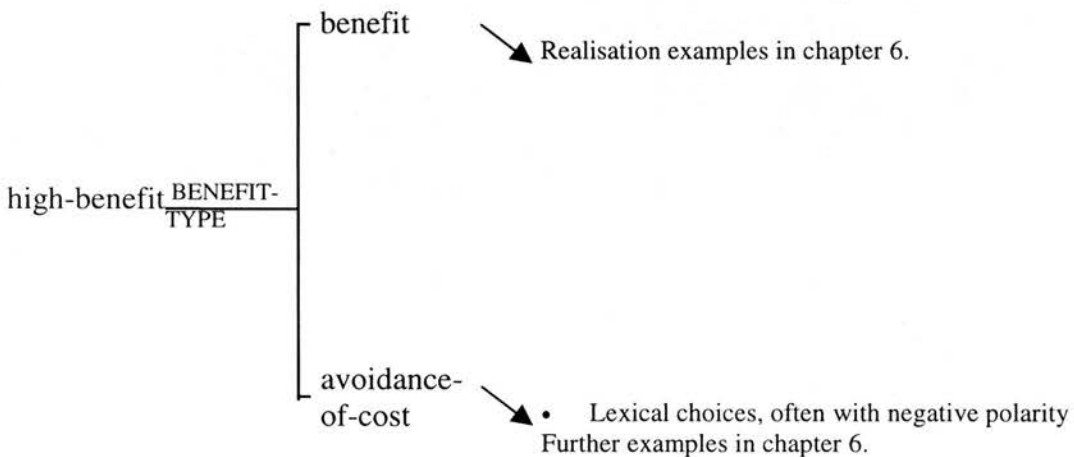 benefit
Realisation examples in chapter 6.
high-benefit BENEFIT-
TYPE
avoidance-
of-cost
• Lexical choices, often with negative polarity
Further examples in chapter 6.